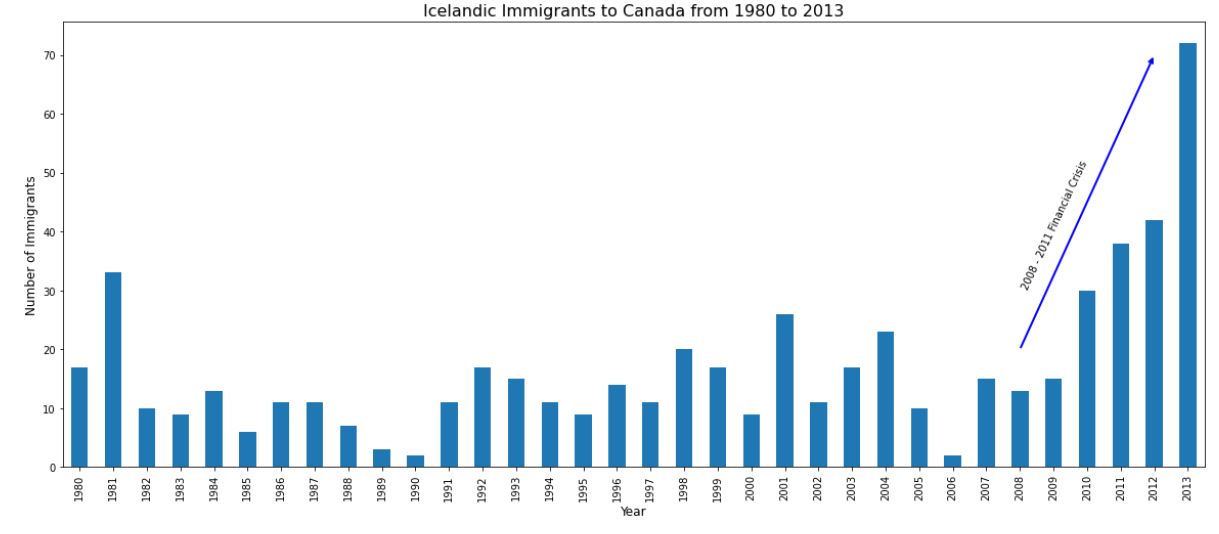 Icelandic Immigrants to Canada from 1980 to 2013
Number of Immigrants
70
60
50
40
30
20
10
0
2008 - 2011 Financial Crisis
1980 1981 1982 1983 1984 1985 1986 1987 1988 1989 1990 1991 1992 1993 1994 1995 1996 1997 1998 1999 2000 2001 2002 2003 2004 2005 2006 2007 2008 2009 2010 2011 2012 2013
Year